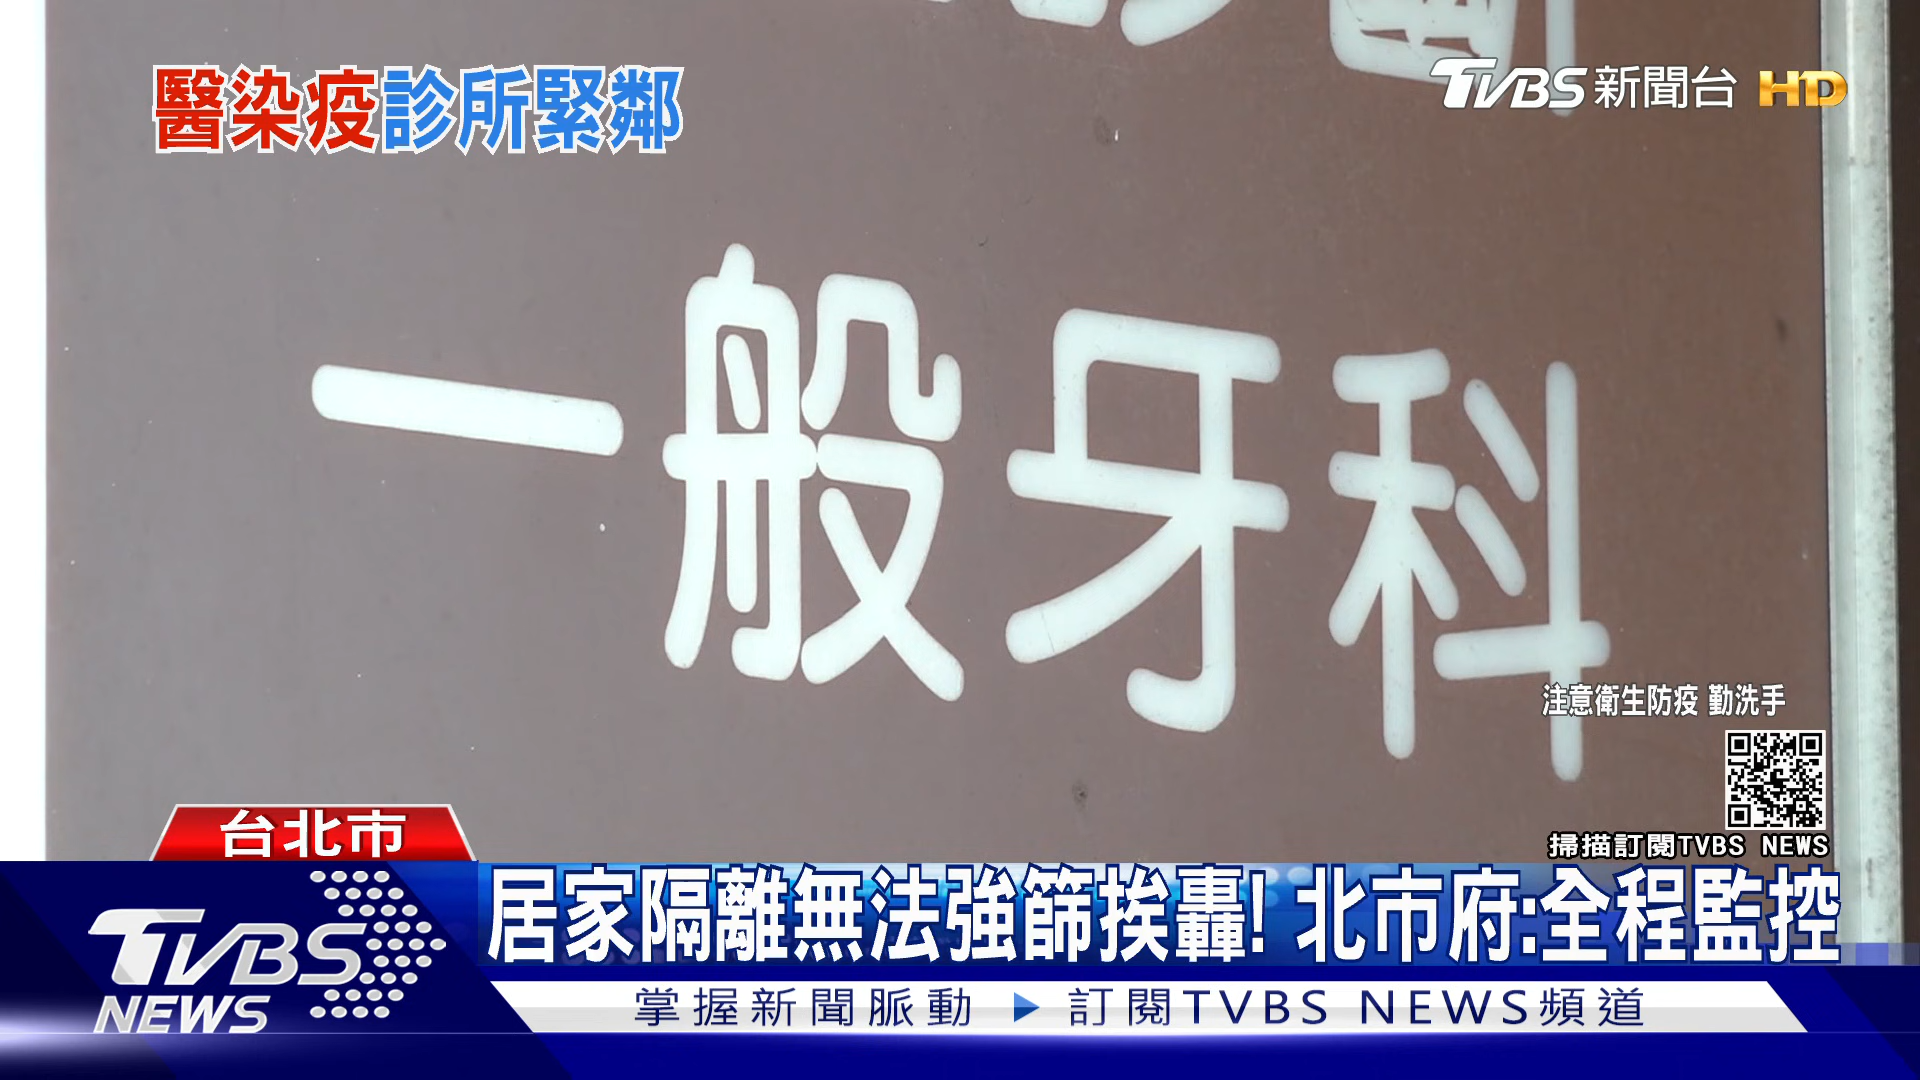 醫染疫診所緊鄰
TVBS新聞台 HD
一般牙科
注意衛生防疫 勤洗手
掃描訂閱TVBS NEWS
台北市
居家隔離無法強篩挨轟! 北市府:全程監控
TVBS
NEWS
掌握新聞脈動 ▶ 訂閱TVBS NEWS頻道